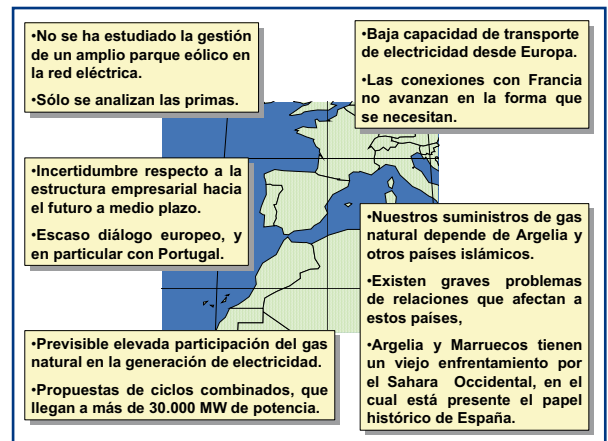 •No se ha estudiado la gestión
de un amplio parque eólico en
la red eléctrica.
•Sólo se analizan las primas.
•Baja capacidad de transporte
de electricidad desde Europa.
•Las conexiones con Francia
no avanzan en la forma que
se necesitan.
•Incertidumbre respecto a la
estructura empresarial hacia
el futuro a medio plazo.
•Escaso diálogo europeo, y
en particular con Portugal.
•Nuestros suministros de gas
natural depende de Argelia y
otros países islámicos.
•Existen graves problemas
de relaciones que afectan a
estos países,
•Argelia y Marruecos tienen
un viejo enfrentamiento por
el Sahara Occidental, en el
cual está presente el papel
histórico de España.
•Previsible elevada participación del gas
natural en la generación de electricidad.
•Propuestas de ciclos combinados, que
llegan a más de 30.000 MW de potencia.